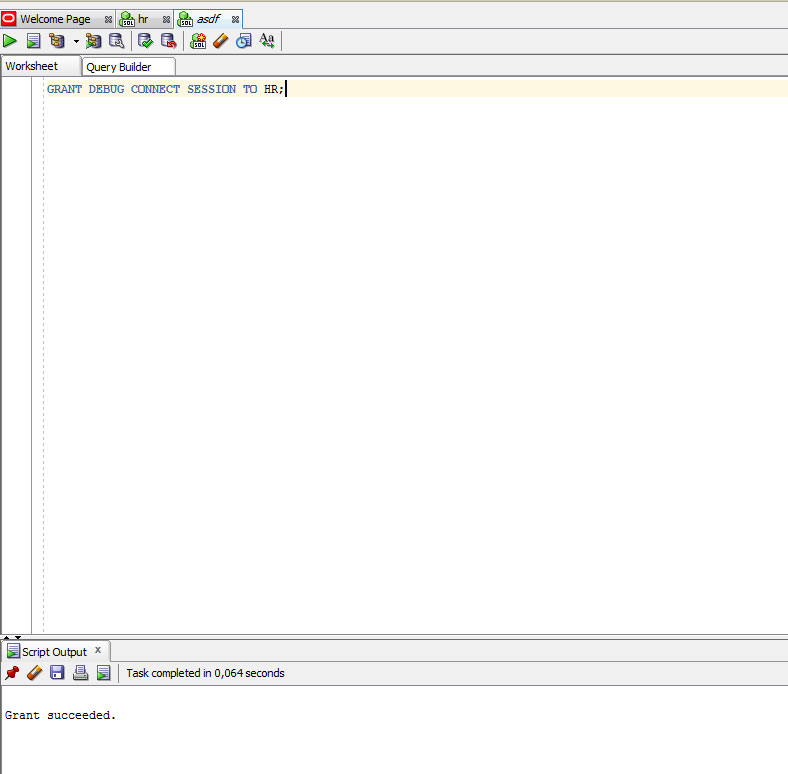 Welcome Page hr asdf
Worksheet Query Builder
GRANT DEBUG CONNECT SESSION TO HR;
Script Output x
Task completed in 0,064 seconds
Grant succeeded.